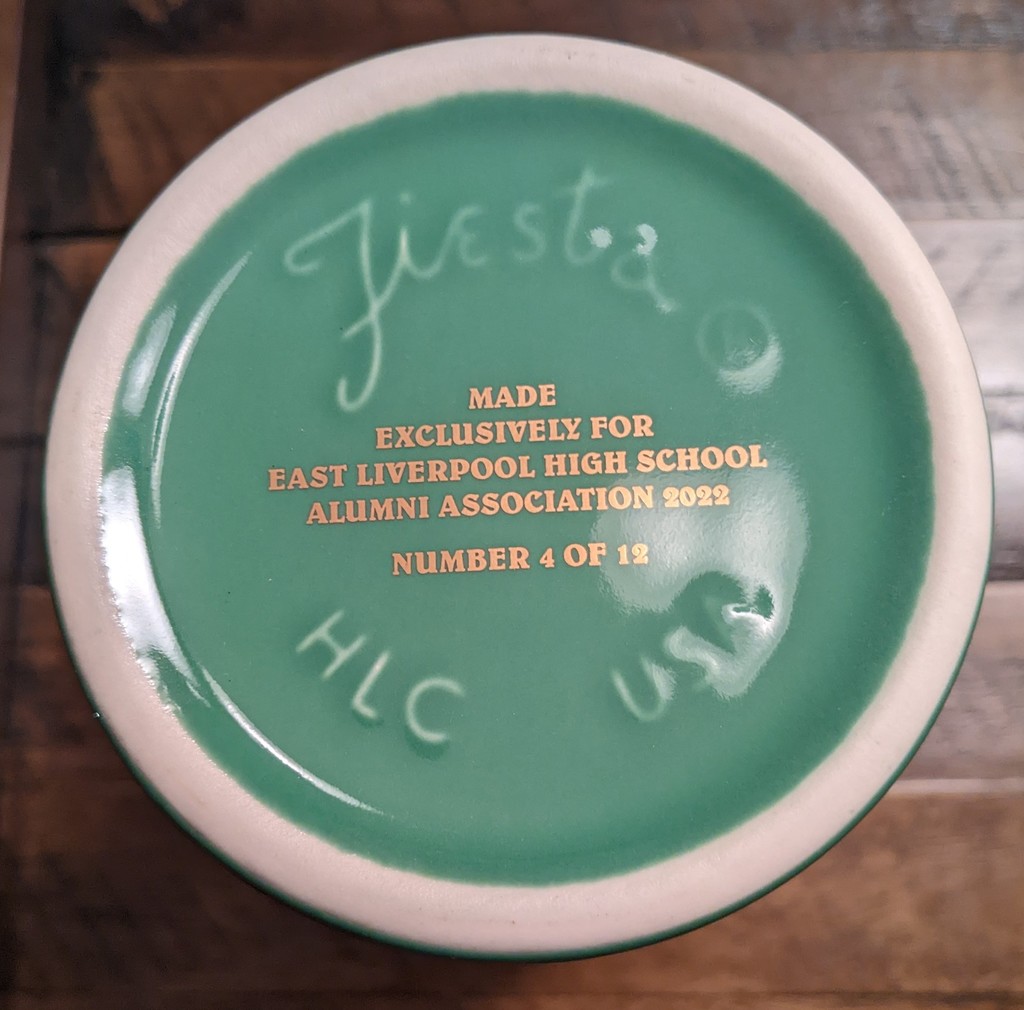 Fiesta ®
MADE
EXCLUSIVELY FOR
EAST LIVERPOOL HIGH SCHOOL
ALUMNI ASSOCIATION 2022
NUMBER 4 OF 12
HLC USA